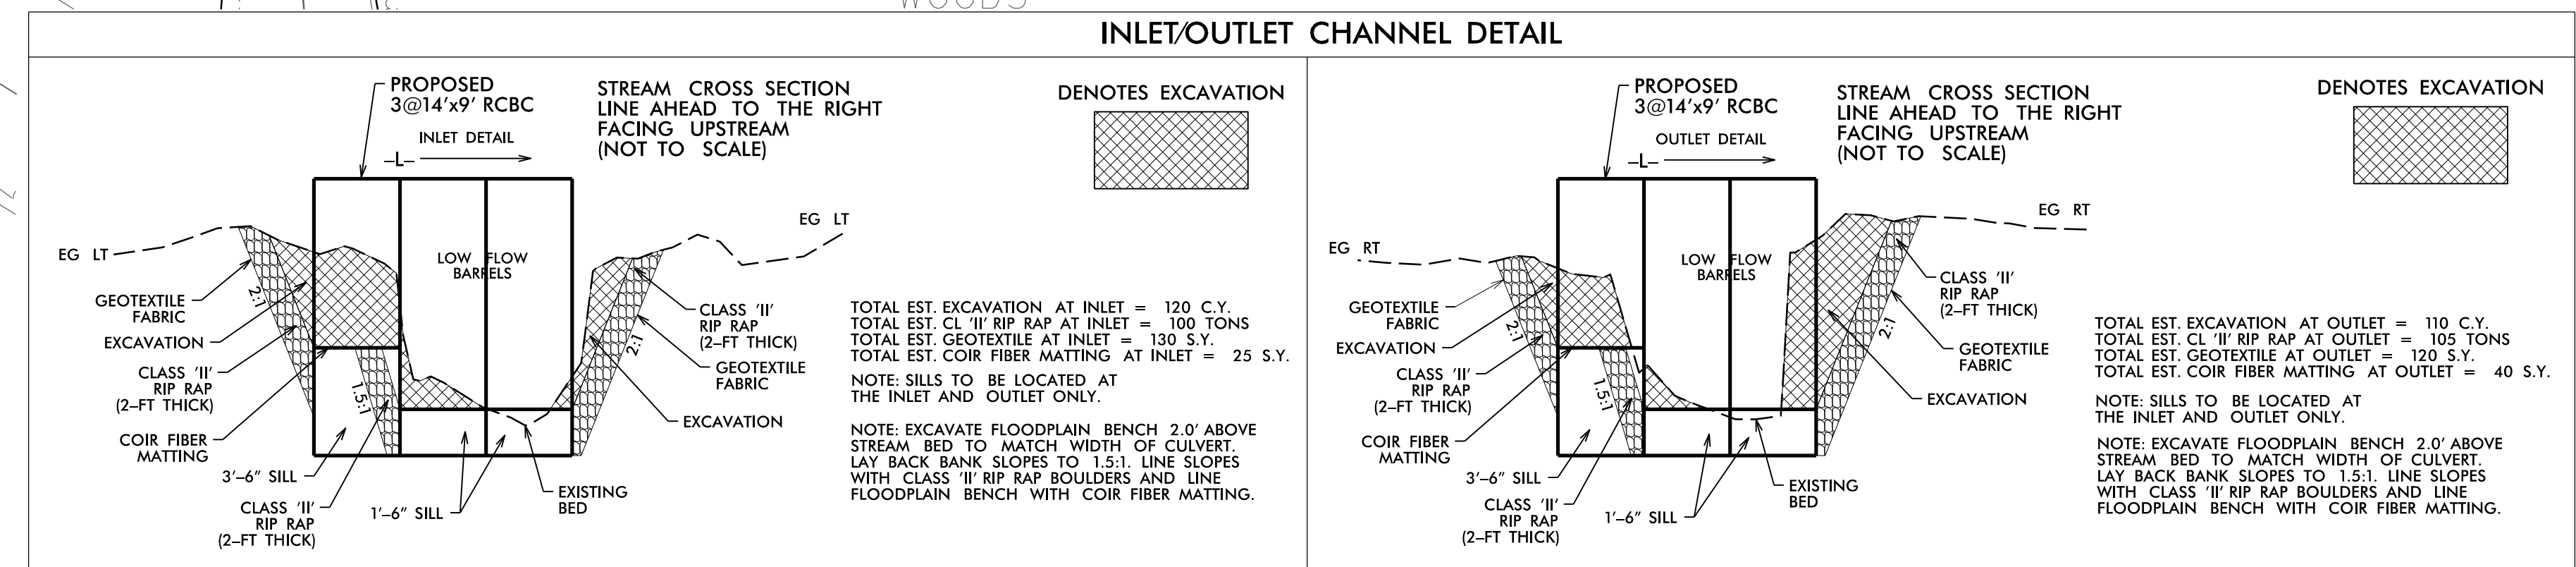 WOODS
INLET/OUTLET CHANNEL DETAIL
PROPOSED
3@14'x9' RCBC
INLET DETAIL
–L–
STREAM CROSS SECTION
LINE AHEAD TO THE RIGHT
FACING UPSTREAM
(NOT TO SCALE)
DENOTES EXCAVATION
EG LT
EG LT
LOW FLOW
BARRELS
GEOTEXTILE
FABRIC
2:1
EXCAVATION
CLASS 'II'
RIP RAP
(2–FT THICK)
1.5:1
COIR FIBER
MATTING
3'–6" SILL
CLASS 'II'
RIP RAP
(2–FT THICK)
1'–6" SILL
EXISTING
BED
CLASS 'II'
RIP RAP
(2–FT THICK)
2:1
GEOTEXTILE
FABRIC
EXCAVATION
TOTAL EST. EXCAVATION AT INLET = 120 C.Y.
TOTAL EST. CL 'II' RIP RAP AT INLET = 100 TONS
TOTAL EST. GEOTEXTILE AT INLET = 130 S.Y.
TOTAL EST. COIR FIBER MATTING AT INLET = 25 S.Y.
NOTE: SILLS TO BE LOCATED AT
THE INLET AND OUTLET ONLY.
NOTE: EXCAVATE FLOODPLAIN BENCH 2.0' ABOVE
STREAM BED TO MATCH WIDTH OF CULVERT.
LAY BACK BANK SLOPES TO 1.5:1. LINE SLOPES
WITH CLASS 'II' RIP RAP BOULDERS AND LINE
FLOODPLAIN BENCH WITH COIR FIBER MATTING.
PROPOSED
3@14'x9' RCBC
OUTLET DETAIL
–L–
STREAM CROSS SECTION
LINE AHEAD TO THE RIGHT
FACING UPSTREAM
(NOT TO SCALE)
DENOTES EXCAVATION
EG RT
EG RT
LOW FLOW
BARRELS
GEOTEXTILE
FABRIC
2:1
EXCAVATION
CLASS 'II'
RIP RAP
(2–FT THICK)
1.5:1
COIR FIBER
MATTING
3'–6" SILL
CLASS 'II'
RIP RAP
(2–FT THICK)
1'–6" SILL
EXISTING
BED
CLASS 'II'
RIP RAP
(2–FT THICK)
2:1
GEOTEXTILE
FABRIC
EXCAVATION
TOTAL EST. EXCAVATION AT OUTLET = 110 C.Y.
TOTAL EST. CL 'II' RIP RAP AT OUTLET = 105 TONS
TOTAL EST. GEOTEXTILE AT OUTLET = 120 S.Y.
TOTAL EST. COIR FIBER MATTING AT OUTLET = 40 S.Y.
NOTE: SILLS TO BE LOCATED AT
THE INLET AND OUTLET ONLY.
NOTE: EXCAVATE FLOODPLAIN BENCH 2.0' ABOVE
STREAM BED TO MATCH WIDTH OF CULVERT.
LAY BACK BANK SLOPES TO 1.5:1. LINE SLOPES
WITH CLASS 'II' RIP RAP BOULDERS AND LINE
FLOODPLAIN BENCH WITH COIR FIBER MATTING.